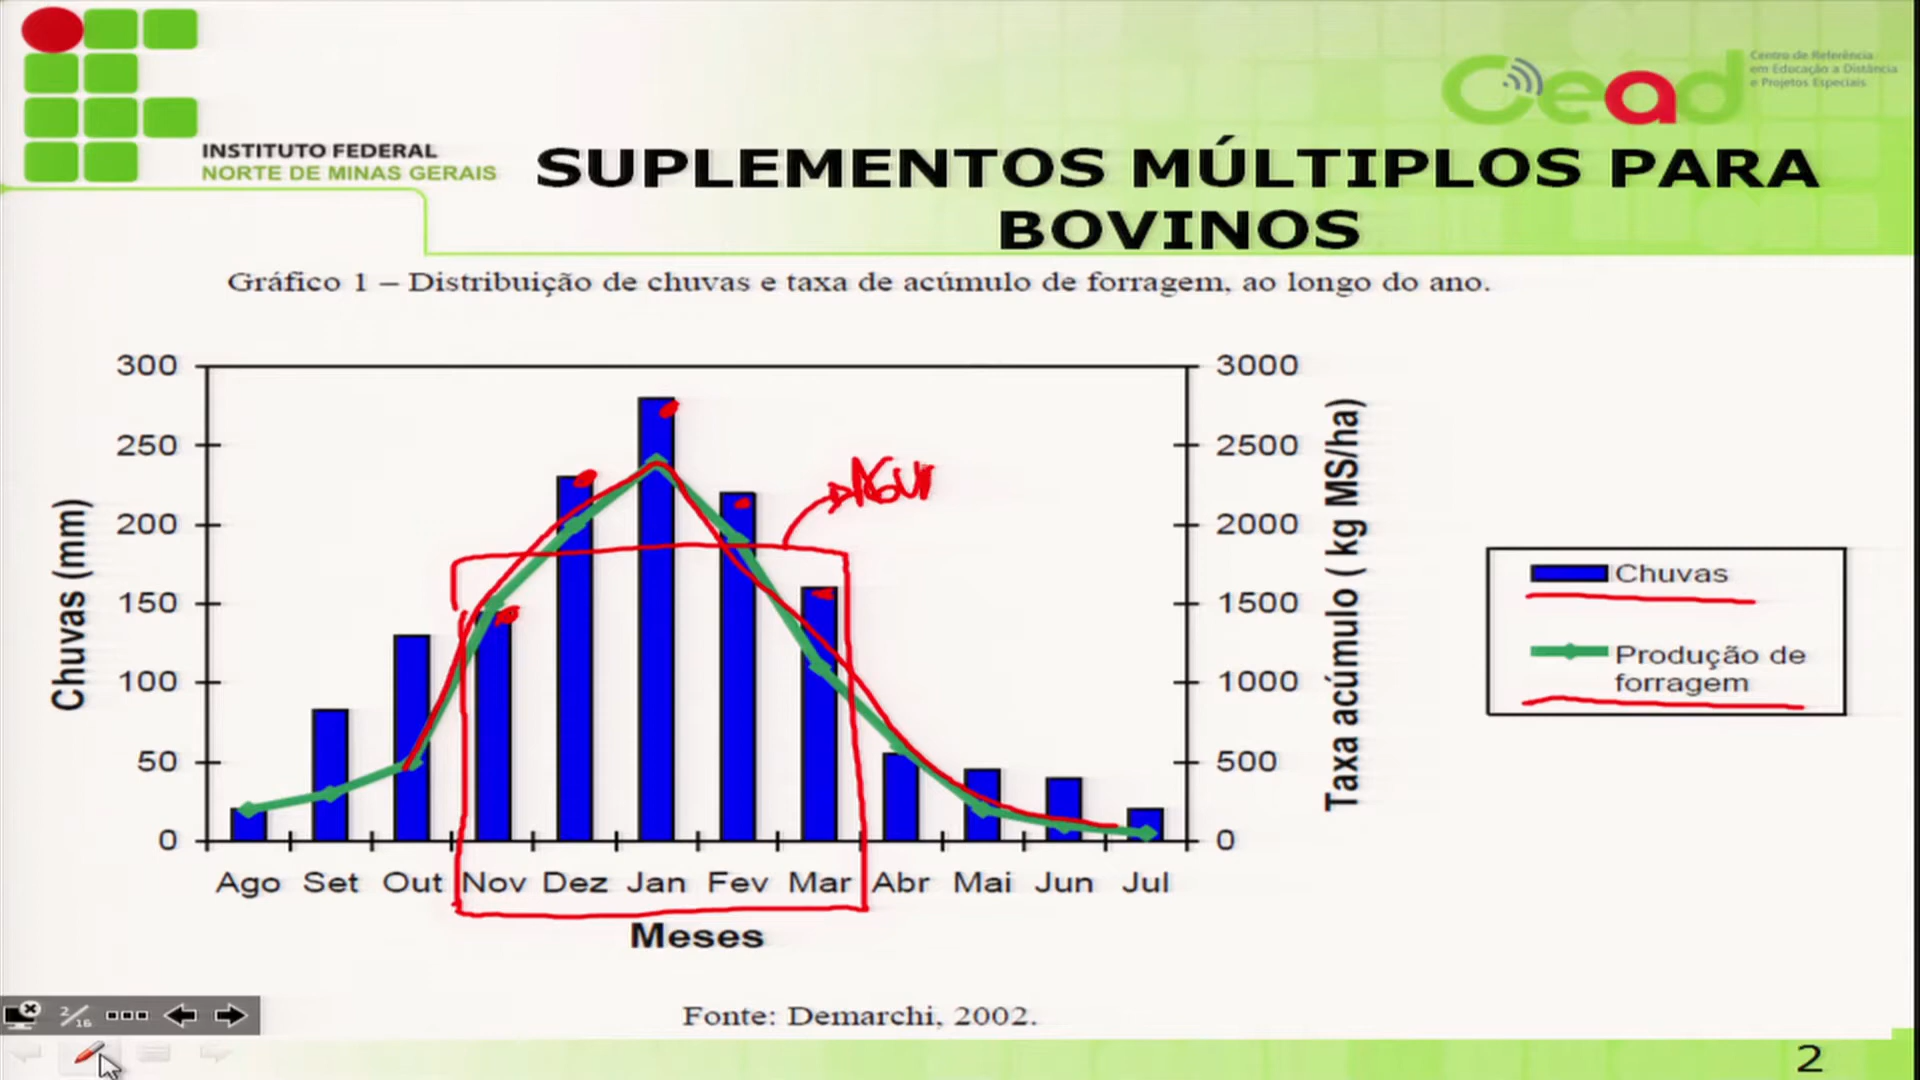 Cead
Centro de Referência
em Educação a Distância
e Projetos Especiais
INSTITUTO FEDERAL
NORTE DE MINAS GERAIS
SUPLEMENTOS MÚLTIPLOS PARA
BOVINOS
Gráfico 1 – Distribuição de chuvas e taxa de acúmulo de forragem, ao longo do ano.
300
250
200
150
100
50
0
Chuvas (mm)
3000
2500
2000
1500
1000
500
0
Taxa acúmulo ( kg MS/ha)
Chuvas
Produção de
forragem
Ago Set Out Nov Dez Jan Fev Mar Abr Mai Jun Jul
Meses
Fonte: Demarchi, 2002.
2/16
2